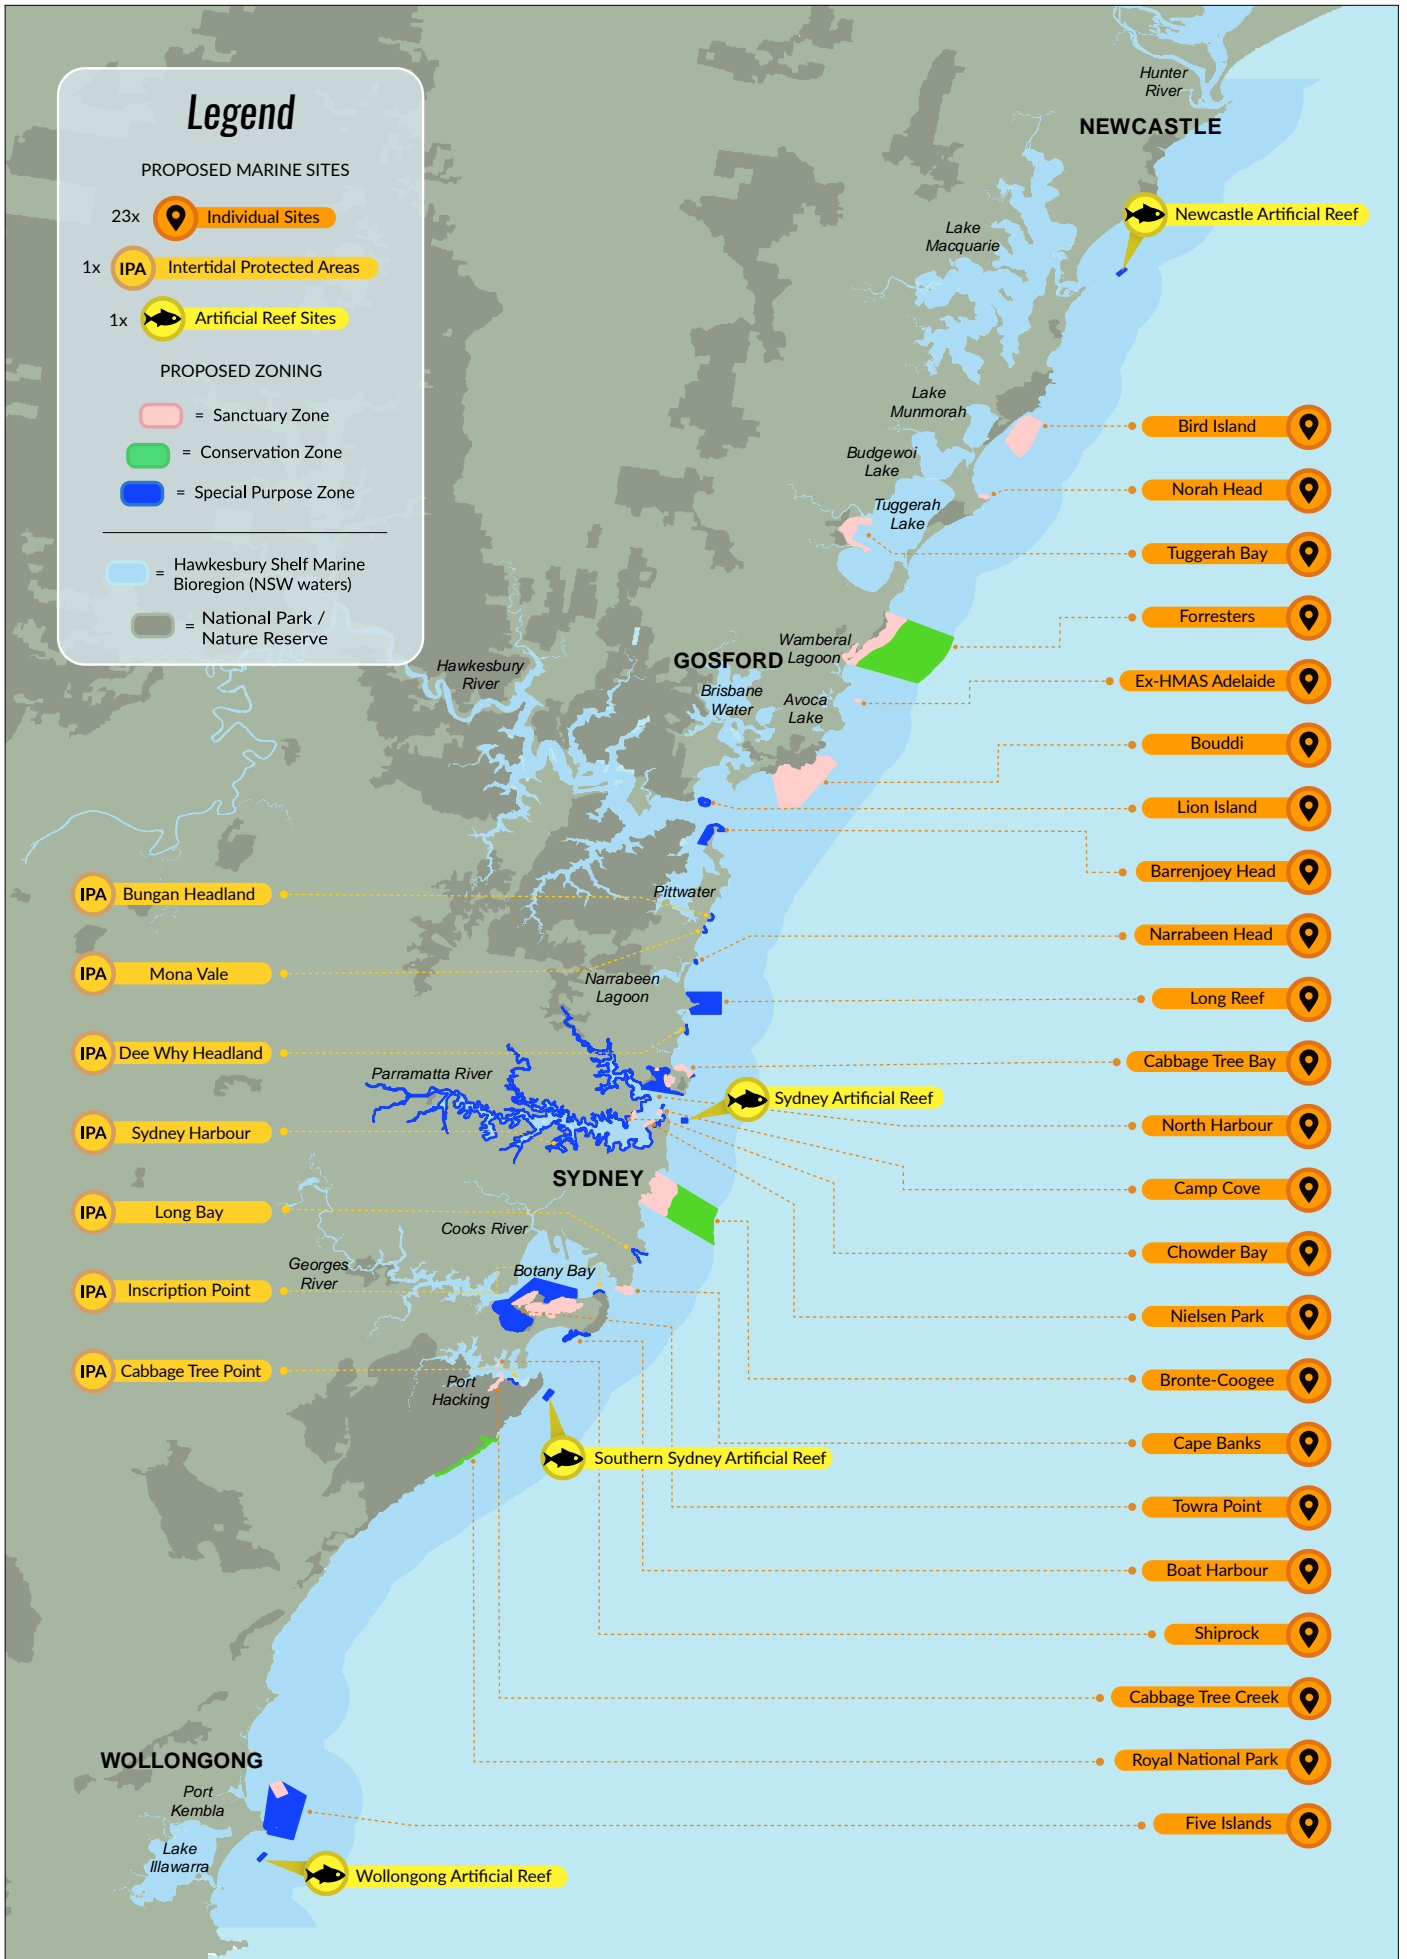 Legend
PROPOSED MARINE SITES
23x Individual Sites
1x IPA Intertidal Protected Areas
1x Artificial Reef Sites
PROPOSED ZONING
= Sanctuary Zone
= Conservation Zone
= Special Purpose Zone
= Hawkesbury Shelf Marine
Bioregion (NSW waters)
= National Park /
Nature Reserve
Hunter
River
NEWCASTLE
Newcastle Artificial Reef
Lake
Macquarie
Lake
Munmorah
Budgewoi
Lake
Tuggerah
Lake
Wamberal
Lagoon
GOSFORD
Hawkesbury
River
Brisbane
Water
Avoca
Lake
Pittwater
Narrabeen
Lagoon
Parramatta River
Sydney Artificial Reef
SYDNEY
Cooks River
Georges
River
Botany Bay
Port
Hacking
Southern Sydney Artificial Reef
WOLLONGONG
Port
Kembla
Lake
Illawarra
Wollongong Artificial Reef
IPA Bungan Headland
IPA Mona Vale
IPA Dee Why Headland
IPA Sydney Harbour
IPA Long Bay
IPA Inscription Point
IPA Cabbage Tree Point
Bird Island
Norah Head
Tuggerah Bay
Forresters
Ex-HMAS Adelaide
Bouddi
Lion Island
Barrenjoey Head
Narrabeen Head
Long Reef
Cabbage Tree Bay
North Harbour
Camp Cove
Chowder Bay
Nielsen Park
Bronte-Coogee
Cape Banks
Towra Point
Boat Harbour
Shiprock
Cabbage Tree Creek
Royal National Park
Five Islands